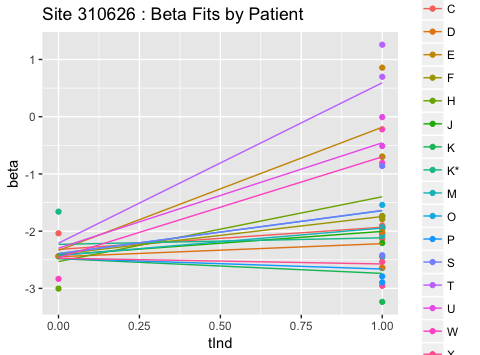 Site 310626 : Beta Fits by Patient
1
0
-1
-2
-3
beta
0.00
0.25
0.50
0.75
1.00
tInd
C
D
E
F
H
J
K
K*
M
O
P
S
T
U
W
Y